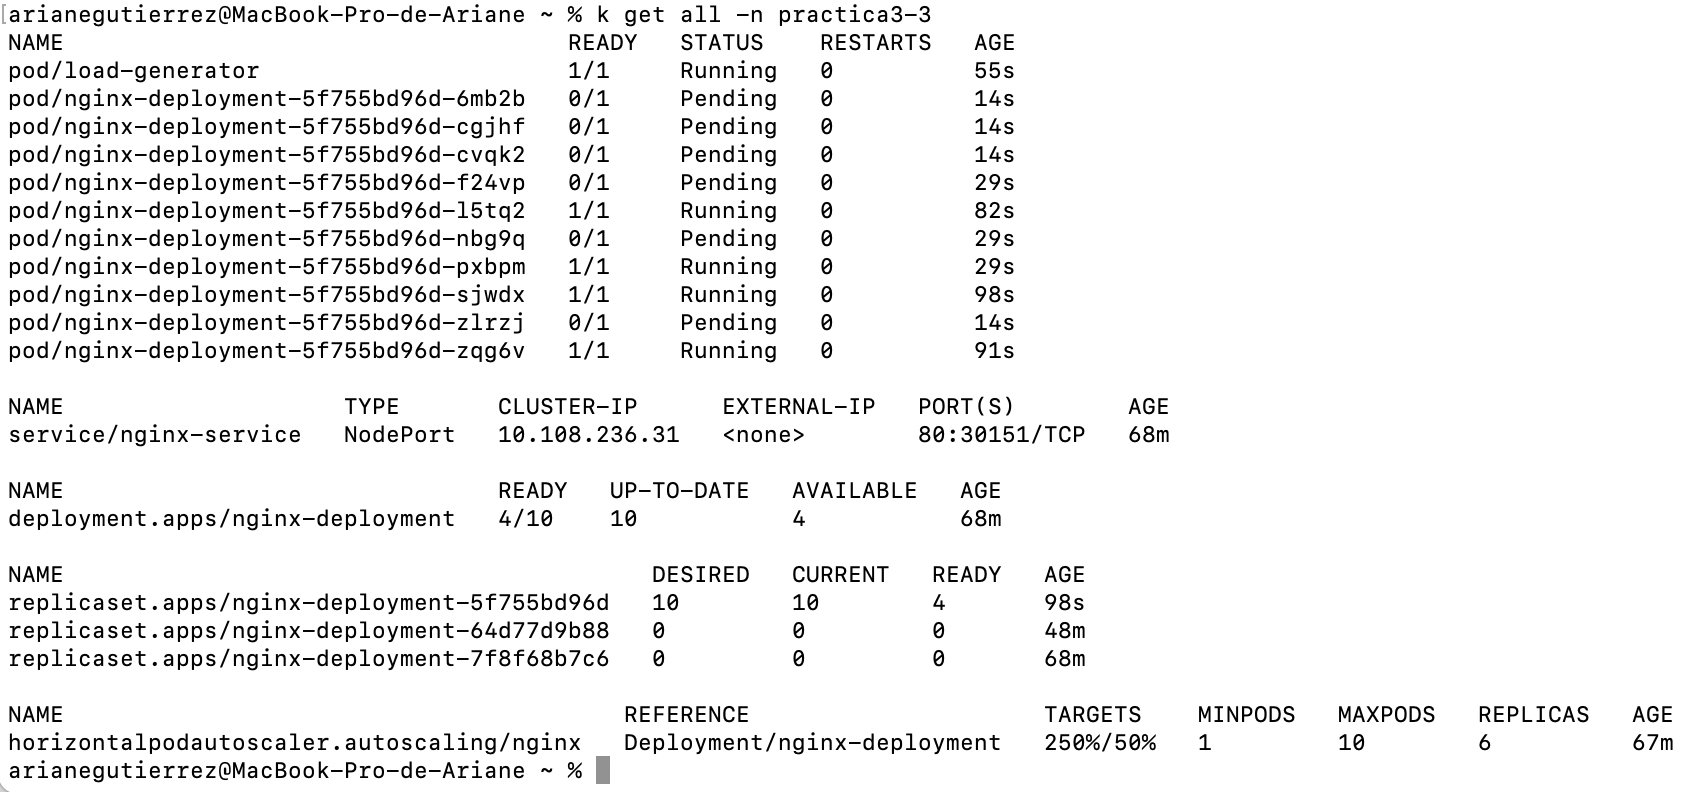 [arianegutierrez@MacBook-Pro-de-Ariane ~ % k get all -n practica3-3
NAME READY STATUS RESTARTS AGE
pod/load-generator 1/1 Running 0 55s
pod/nginx-deployment-5f755bd96d-6mb2b 0/1 Pending 0 14s
pod/nginx-deployment-5f755bd96d-cgjhf 0/1 Pending 0 14s
pod/nginx-deployment-5f755bd96d-cvqk2 0/1 Pending 0 14s
pod/nginx-deployment-5f755bd96d-f24vp 0/1 Pending 0 29s
pod/nginx-deployment-5f755bd96d-l5tq2 1/1 Running 0 82s
pod/nginx-deployment-5f755bd96d-nbg9q 0/1 Pending 0 29s
pod/nginx-deployment-5f755bd96d-pxbpm 1/1 Running 0 29s
pod/nginx-deployment-5f755bd96d-sjwdx 1/1 Running 0 98s
pod/nginx-deployment-5f755bd96d-zlrzj 0/1 Pending 0 14s
pod/nginx-deployment-5f755bd96d-zqg6v 1/1 Running 0 91s
NAME TYPE CLUSTER-IP EXTERNAL-IP PORT(S) AGE
service/nginx-service NodePort 10.108.236.31 <none> 80:30151/TCP 68m
NAME READY UP-TO-DATE AVAILABLE AGE
deployment.apps/nginx-deployment 4/10 10 4 68m
NAME DESIRED CURRENT READY AGE
replicaset.apps/nginx-deployment-5f755bd96d 10 10 4 98s
replicaset.apps/nginx-deployment-64d77d9b88 0 0 0 48m
replicaset.apps/nginx-deployment-7f8f68b7c6 0 0 0 68m
NAME REFERENCE TARGETS MINPODS MAXPODS REPLICAS AGE
horizontalpodautoscaler.autoscaling/nginx Deployment/nginx-deployment 250%/50% 1 10 6 67m
arianegutierrez@MacBook-Pro-de-Ariane ~ %